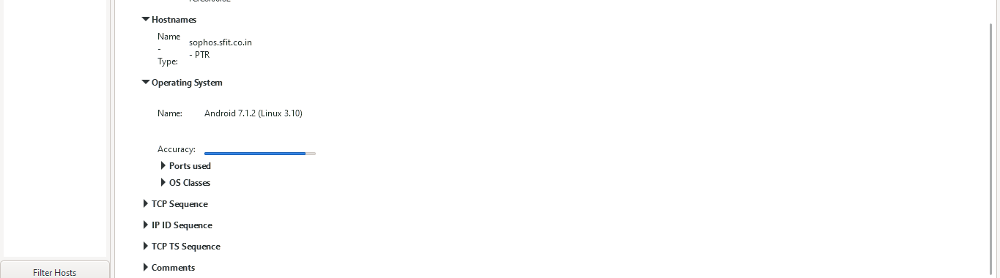 Hostnames
Name - Type:
sophos.sfit.co.in - PTR
Operating System
Name: Android 7.1.2 (Linux 3.10)
Accuracy:
Ports used
OS Classes
TCP Sequence
IP ID Sequence
TCP TS Sequence
Comments
Filter Hosts